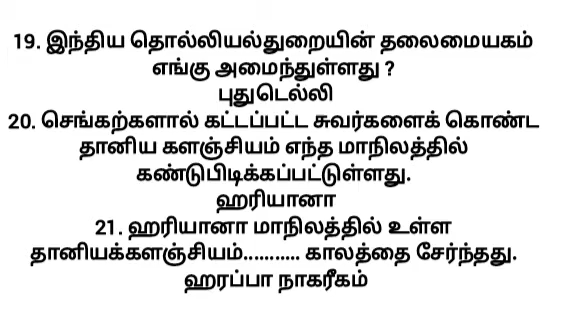 19. இந்திய தொல்லியல்துறையின் தலைமையகம்
எங்கு அமைந்துள்ளது ?
புதுடெல்லி
20. செங்கற்களால் கட்டப்பட்ட சுவர்களைக் கொண்ட
தானிய களஞ்சியம் எந்த மாநிலத்தில்
கண்டுபிடிக்கப்பட்டுள்ளது.
ஹரியானா
21. ஹரியானா மாநிலத்தில் உள்ள
தானியக்களஞ்சியம்........... காலத்தை சேர்ந்தது.
ஹரப்பா நாகரீகம்